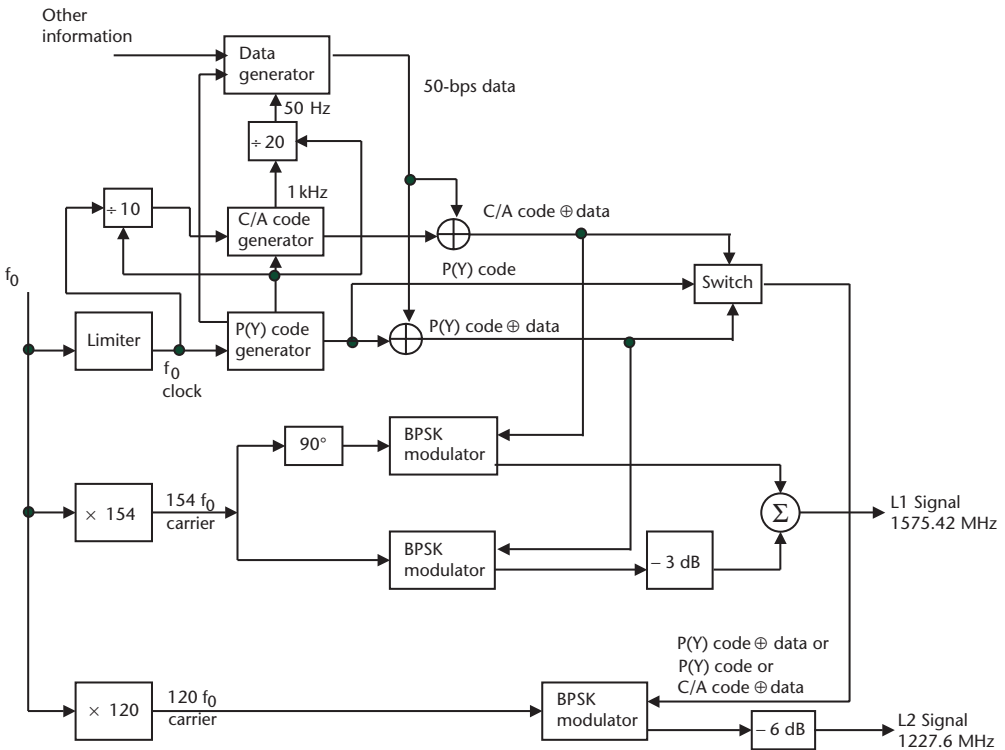 Other
information
Data
generator
50-bps data
50 Hz
÷ 20
1 kHz
÷ 10
C/A code
generator
C/A code ⊕ data
P(Y) code
Switch
f₀
Limiter
P(Y) code
generator
P(Y) code ⊕ data
f₀
clock
90°
BPSK
modulator
× 154
154 f₀
carrier
Σ
L1 Signal
1575.42 MHz
BPSK
modulator
– 3 dB
P(Y) code ⊕ data or
P(Y) code or
C/A code ⊕ data
× 120
120 f₀
carrier
BPSK
modulator
– 6 dB
L2 Signal
1227.6 MHz